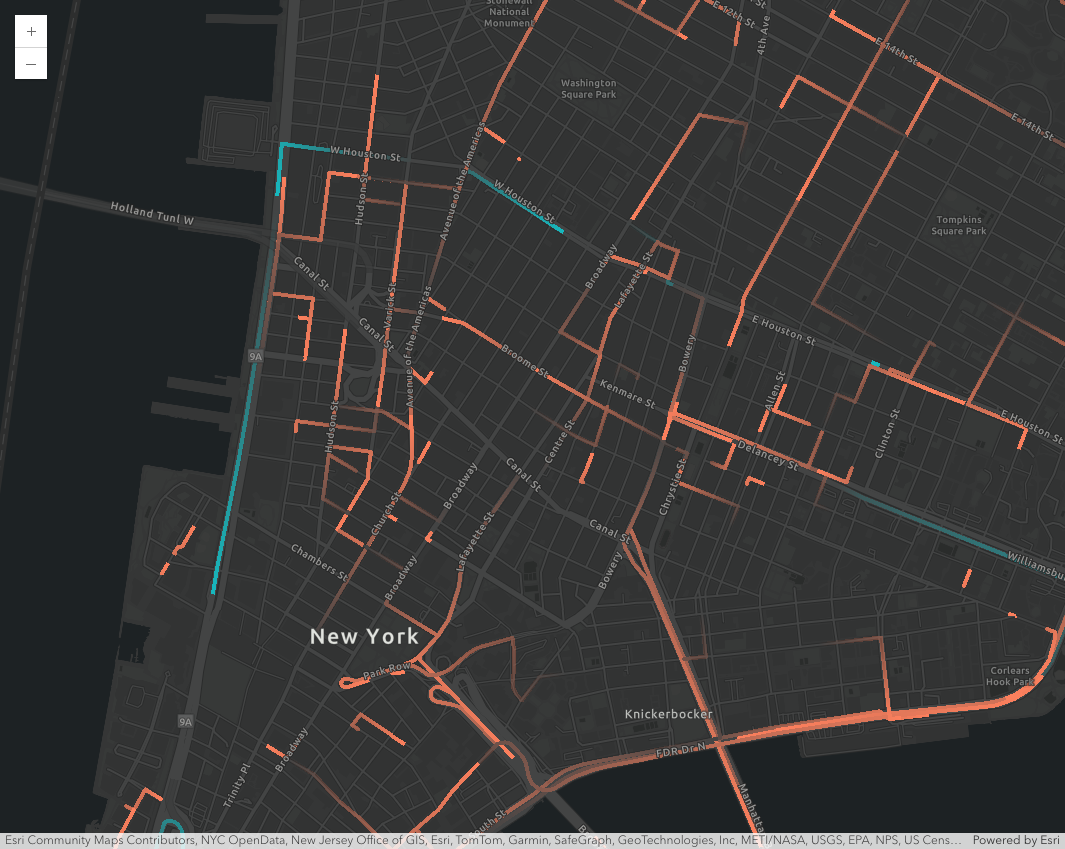 +
Stonewall
National
Monument
E 12th St
4th Ave
E 14th St
Washington
Square Park
E 14th St
W Houston St
Avenue of the Americas
Hudson St
W Houston St
Holland Tunl W
Tompkins
Square Park
Canal St
Broadway
Lafayette St
Varick St
Canal St
Avenue of the Americas
E Houston St
Bowery
9A
Broome St
Kenmare St
Allen St
Hudson St
Clinton St
E Houston St
Centre St
Delancey St
Canal St
Broadway
Chrystie St
Church St
Lafayette St
Canal St
Chambers St
Broadway
Bowery
Williamsbu
New York
Park Row
Corlears
Hook Park
Knickerbocker
9A
Broadway
FDR Dr N
Trinity Pl
Manhatta
South St
B
Esri Community Maps Contributors, NYC OpenData, New Jersey Office of GIS, Esri, TomTom, Garmin, SafeGraph, GeoTechnologies, Inc, METI/NASA, USGS, EPA, NPS, US Cens… Powered by Esri